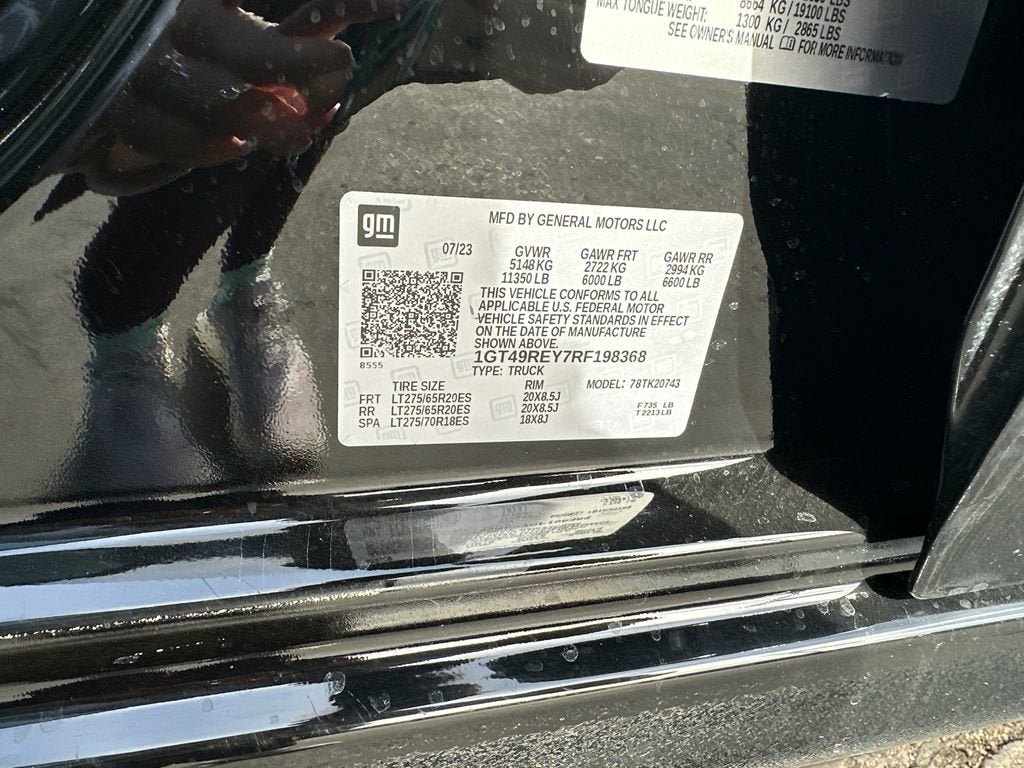 8664 KG / 19100 LBS
MAX TONGUE WEIGHT: 1300 KG / 2865 LBS
SEE OWNER'S MANUAL FOR MORE INFORMATION
gm
MFD BY GENERAL MOTORS LLC
07/23 GVWR GAWR FRT GAWR RR
5148 KG 2722 KG 2994 KG
11350 LB 6000 LB 6600 LB
THIS VEHICLE CONFORMS TO ALL
APPLICABLE U.S. FEDERAL MOTOR
VEHICLE SAFETY STANDARDS IN EFFECT
ON THE DATE OF MANUFACTURE
SHOWN ABOVE.
8555
1GT49REY7RF198368
TYPE: TRUCK
TIRE SIZE RIM MODEL: 78TK20743
FRT LT275/65R20ES 20X8.5J
RR LT275/65R20ES 20X8.5J
SPA LT275/70R18ES 18X8J
F 735 LB
T 2213 LB